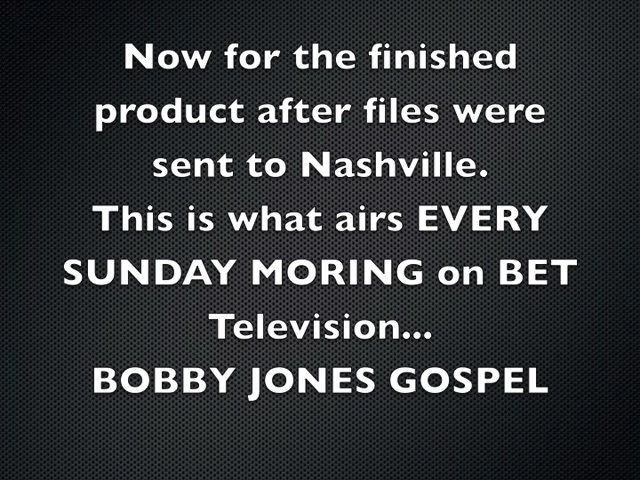 Now for the finished
product after files were
sent to Nashville.
This is what airs EVERY
SUNDAY MORING on BET
Television...
BOBBY JONES GOSPEL